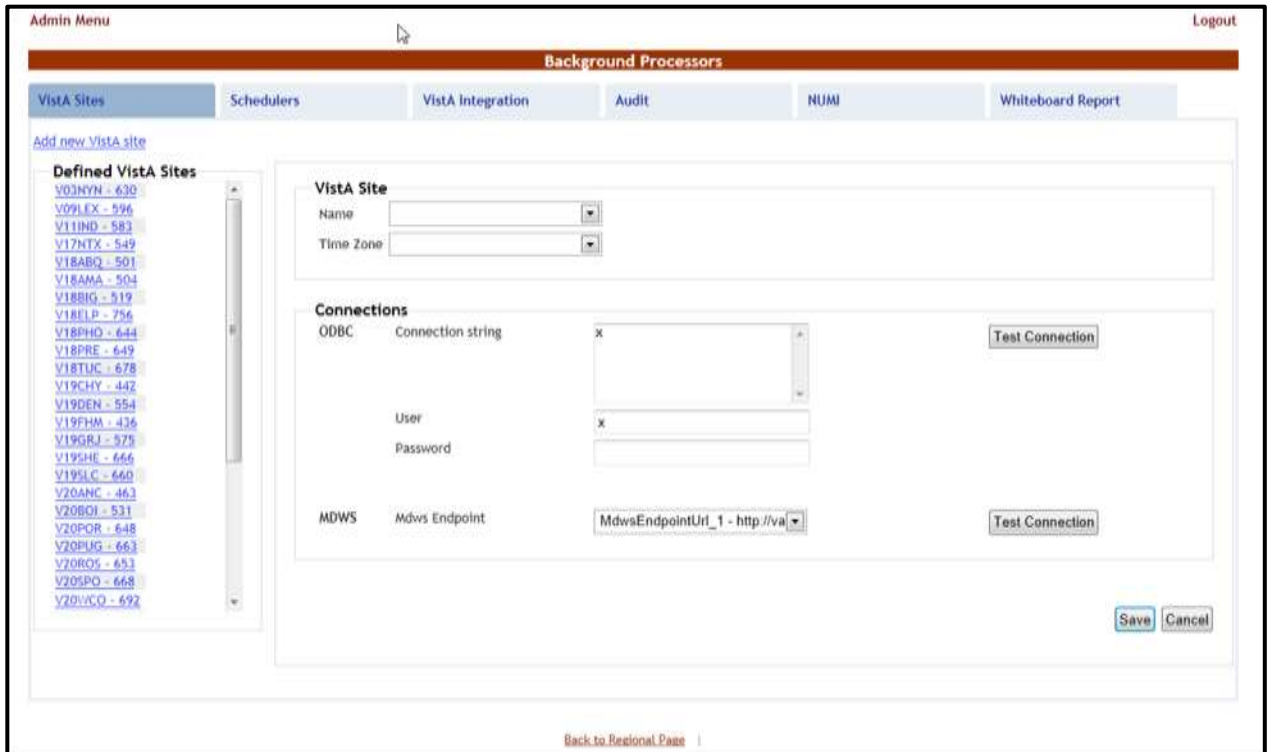 Admin Menu Logout
Background Processors
VistA Sites Schedulers VistA Integration Audit NUMI Whiteboard Report
Add new VistA site
Defined VistA Sites
V03NYN - 630
V09LEX - 596
V11IND - 583
V17NTX - 549
V18ABQ - 501
V18AMA - 504
V18BIG - 519
V18ELP - 756
V18PHO - 644
V18PRE - 649
V18TUC - 678
V19CHY - 442
V19DEN - 554
V19FHM - 436
V19GRJ - 575
V19SHE - 666
V19SLC - 660
V20ANC - 463
V20BOI - 531
V20POR - 648
V20PUG - 663
V20ROS - 653
V20SPO - 668
V20WCO - 692
VistA Site
Name
Time Zone
Connections
ODBC Connection string x Test Connection
User x
Password
MDWS Mdws Endpoint MdwsEndpointUrl_1 - http://va Test Connection
Save Cancel
Back to Regional Page |